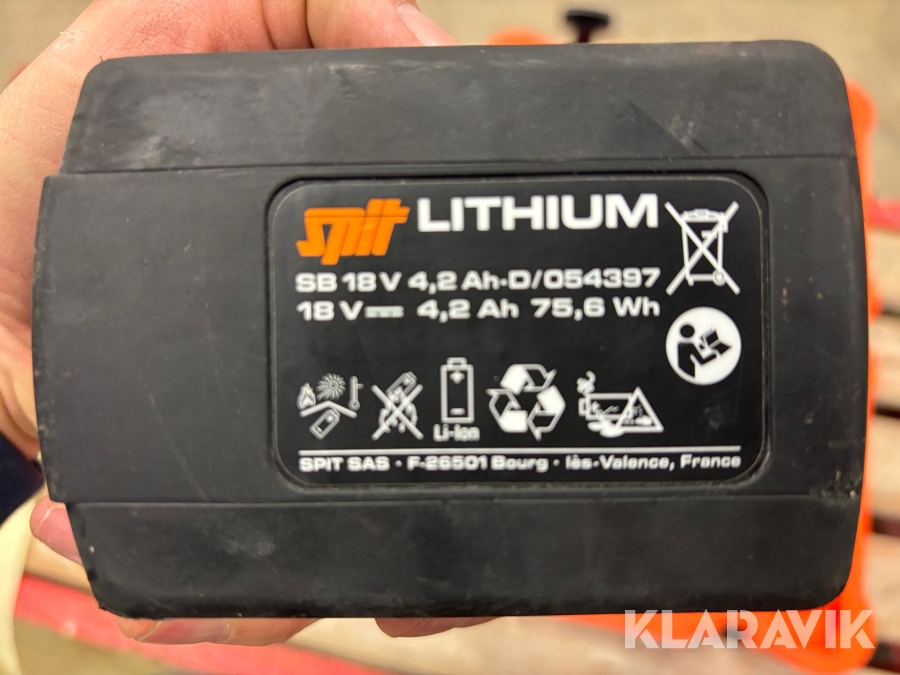 Spit LITHIUM
SB 18 V 4,2 Ah-D/054397
18 V 4,2 Ah 75,6 Wh
Li-Ion
SPIT SAS · F-26501 Bourg · lès-Valence, France
KLARAVIK